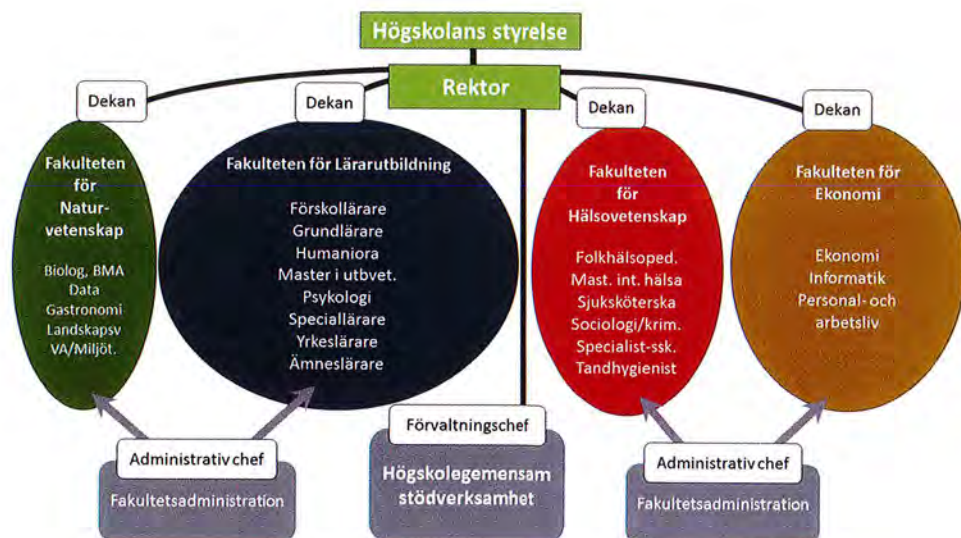 Högskolans styrelse
Rektor
Dekan
Dekan
Dekan
Dekan
Fakulteten
för
Natur-
vetenskap
Biolog, BMA
Data
Gastronomi
Landskapsv
VA/Miljöt.
Fakulteten för Lärarutbildning
Förskollärare
Grundlärare
Humaniora
Master i utbvet.
Psykologi
Speciallärare
Yrkeslärare
Ämneslärare
Fakulteten
för
Hälsovetenskap
Folkhälsoped.
Mast. int. hälsa
Sjuksköterska
Sociologi/krim.
Specialist-ssk.
Tandhygienist
Fakulteten för
Ekonomi
Ekonomi
Informatik
Personal- och
arbetsliv
Administrativ chef
Fakultetsadministration
Förvaltningschef
Högskolegemensam
stödverksamhet
Administrativ chef
Fakultetsadministration